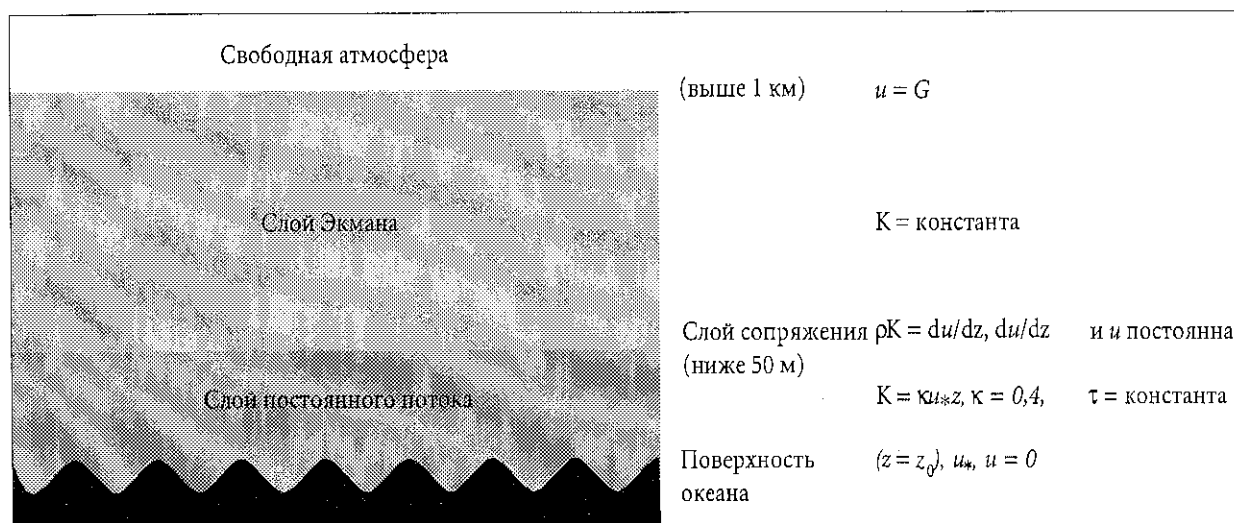 Свободная атмосфера
(выше 1 км) u = G
Слой Экмана
K = константа
Слой сопряжения ρK = du/dz, du/dz и u постоянна
(ниже 50 м)
Слой постоянного потока
K = κu*z, κ = 0,4, τ = константа
Поверхность (z = z₀), u*, u = 0
океана